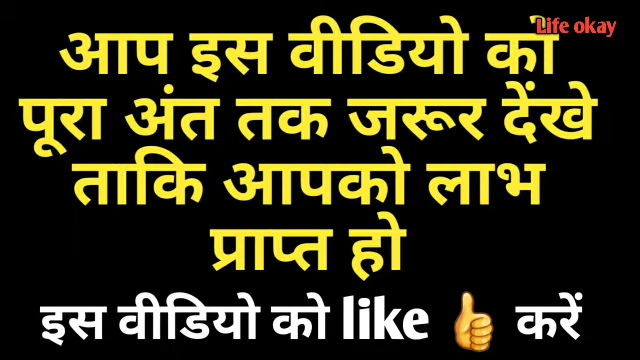 Life okay
आप इस वीडियो को
पूरा अंत तक जरूर देंखे
ताकि आपको लाभ
प्राप्त हो
इस वीडियो को like 👍 करें